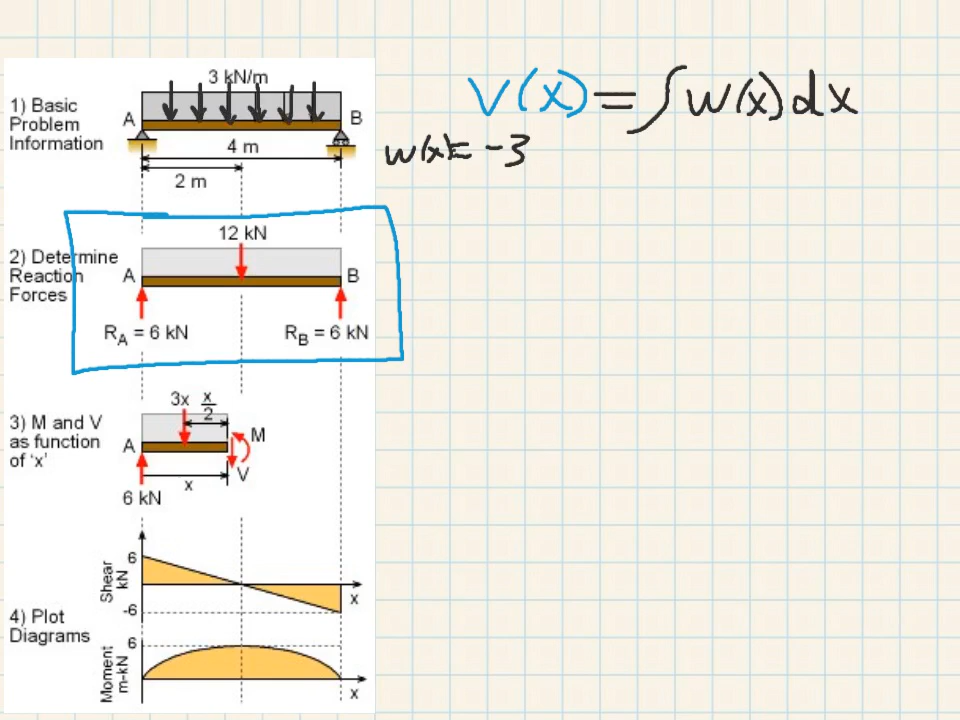 V(x) = ∫ w(x) dx
w(x) = -3
3 kN/m
1) Basic
Problem
Information
A
B
4 m
2 m
12 kN
2) Determine
Reaction
Forces
A
B
R_A = 6 kN
R_B = 6 kN
3x
x/2
3) M and V
as function
of ‘x’
A
M
V
x
6 kN
4) Plot
Diagrams
Shear
kN
6
-6
x
Moment
m-kN
6
x